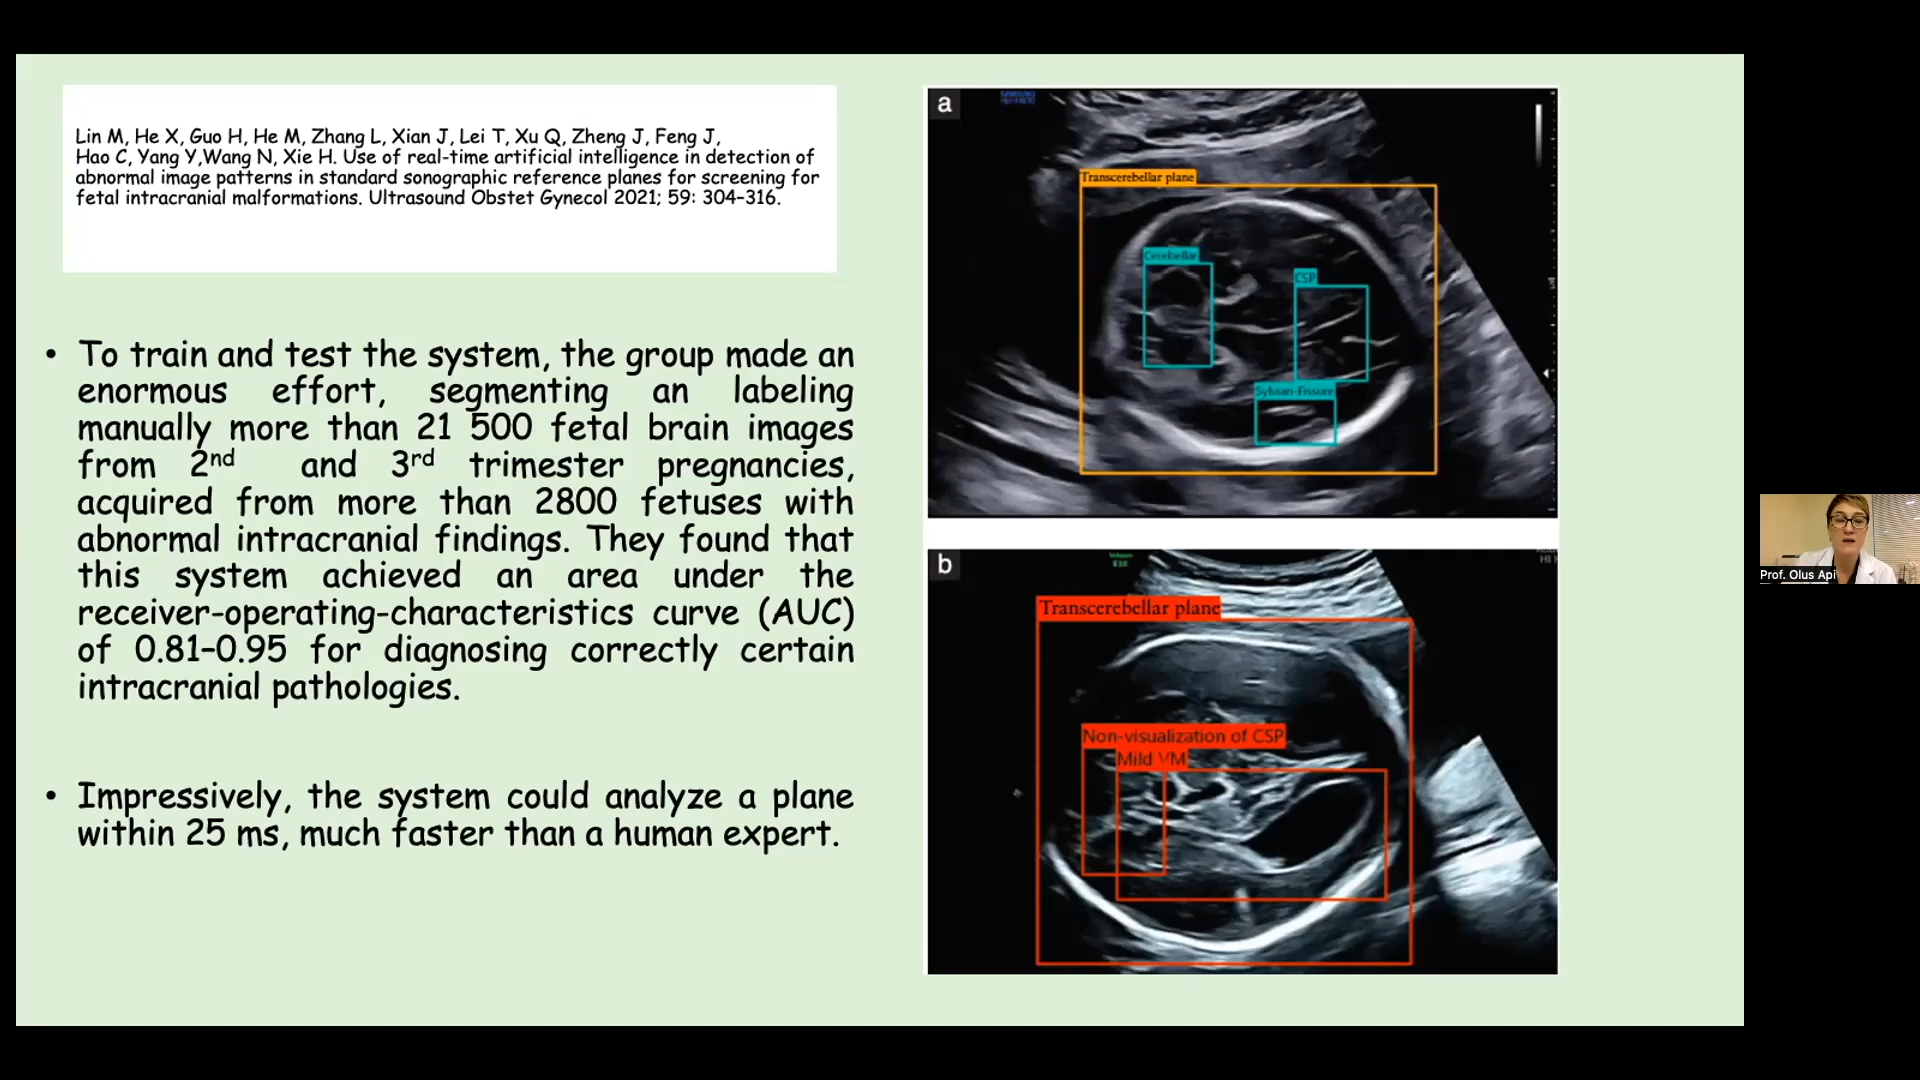 Lin M, He X, Guo H, He M, Zhang L, Xian J, Lei T, Xu Q, Zheng J, Feng J,
Hao C, Yang Y,Wang N, Xie H. Use of real-time artificial intelligence in detection of
abnormal image patterns in standard sonographic reference planes for screening for
fetal intracranial malformations. Ultrasound Obstet Gynecol 2021; 59: 304–316.
• To train and test the system, the group made an
enormous effort, segmenting an labeling
manually more than 21 500 fetal brain images
from 2nd and 3rd trimester pregnancies,
acquired from more than 2800 fetuses with
abnormal intracranial findings. They found that
this system achieved an area under the
receiver-operating-characteristics curve (AUC)
of 0.81–0.95 for diagnosing correctly certain
intracranial pathologies.
• Impressively, the system could analyze a plane
within 25 ms, much faster than a human expert.
a
SAMSUNG
Transcerebellar plane
Cerebellar
CSP
Sylvian-Fissure
b
Voluson
E10
Transcerebellar plane
Non-visualization of CSP
Mild VM
Prof. Olus Api